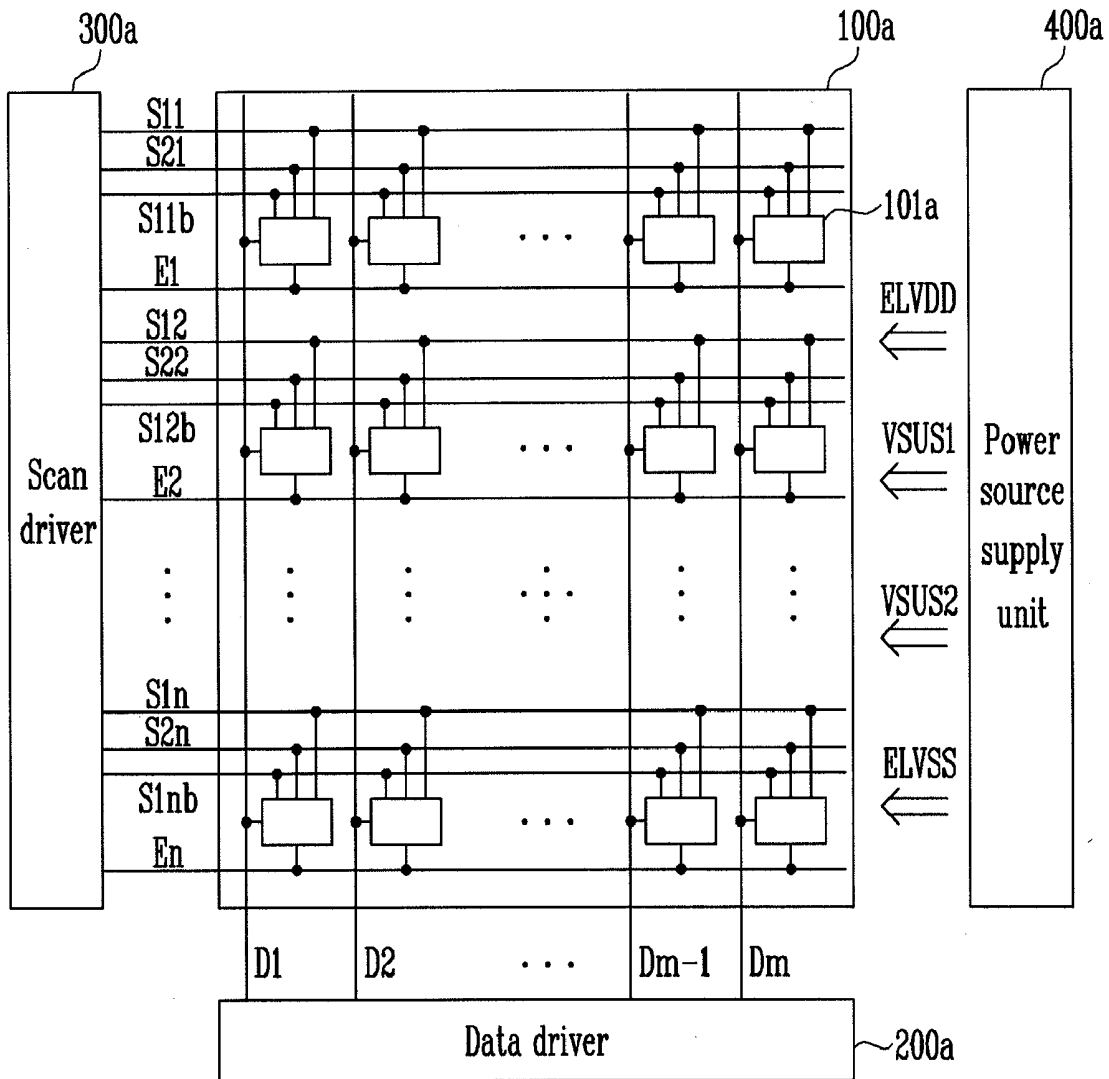 300a
100a
400a
S11
S21
S11b
E1
101a
ELVDD
S12
S22
S12b
E2
VSUS1
Scan
driver
Power
source
supply
unit
VSUS2
S1n
S2n
S1nb
En
ELVSS
D1
D2
Dm-1
Dm
Data driver
200a